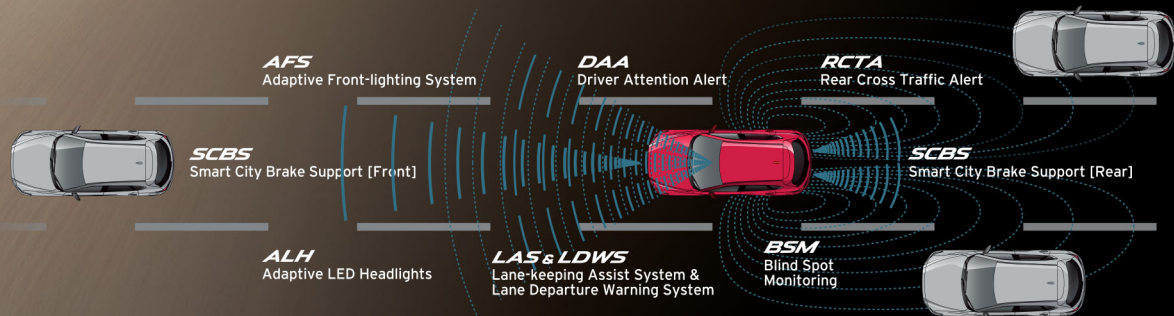 AFS
Adaptive Front-lighting System
DAA
Driver Attention Alert
RCTA
Rear Cross Traffic Alert
SCBS
Smart City Brake Support [Front]
SCBS
Smart City Brake Support [Rear]
ALH
Adaptive LED Headlights
LAS & LDWS
Lane-keeping Assist System &
Lane Departure Warning System
BSM
Blind Spot
Monitoring